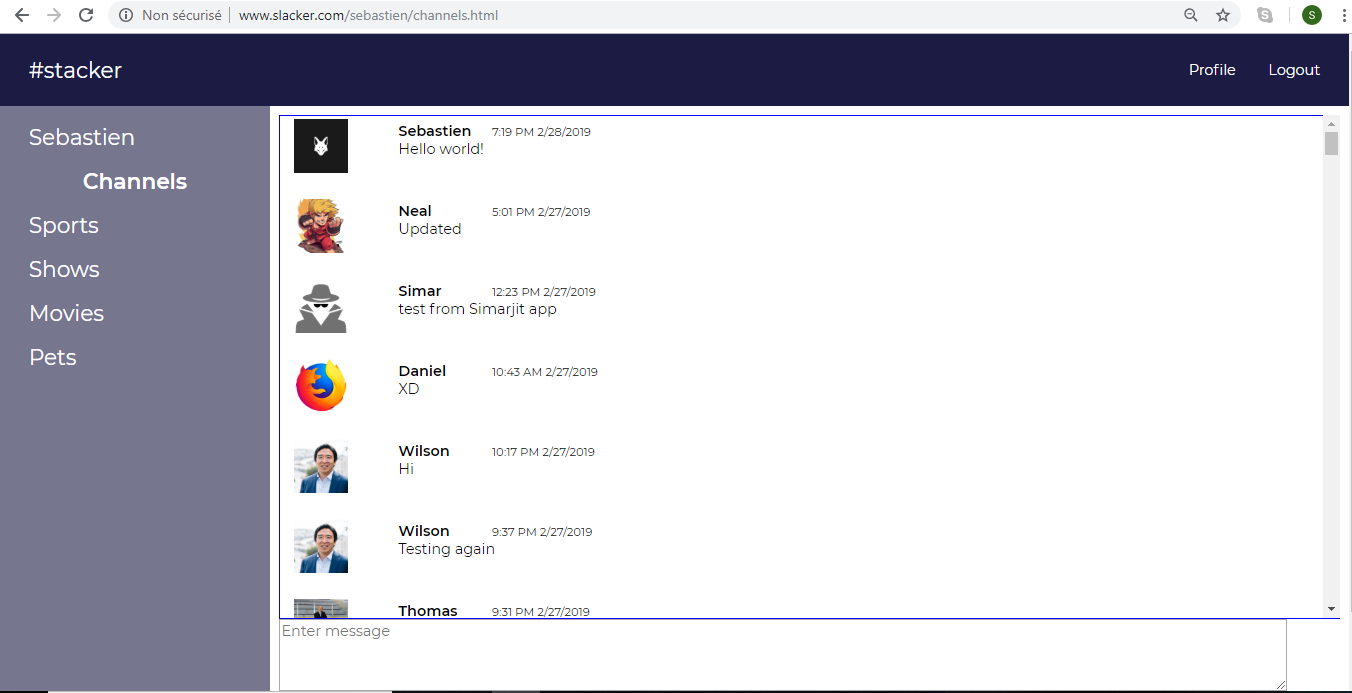 Non sécurisé | www.slacker.com/sebastien/channels.html
S
#stacker
Profile
Logout
Sebastien
Channels
Sports
Shows
Movies
Pets
Sebastien 7:19 PM 2/28/2019
Hello world!
Neal 5:01 PM 2/27/2019
Updated
Simar 12:23 PM 2/27/2019
test from Simarjit app
Daniel 10:43 AM 2/27/2019
XD
Wilson 10:17 PM 2/27/2019
Hi
Wilson 9:37 PM 2/27/2019
Testing again
Thomas 9:31 PM 2/27/2019
Enter message